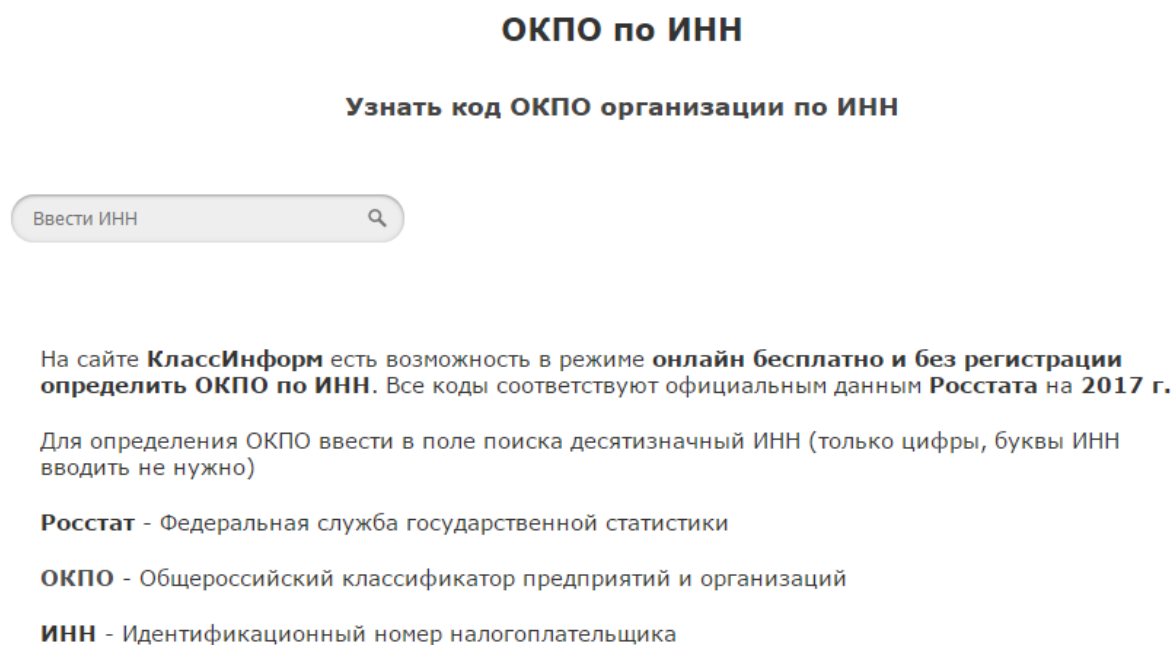 ОКПО по ИНН
Узнать код ОКПО организации по ИНН
Ввести ИНН
На сайте КлассИнформ есть возможность в режиме онлайн бесплатно и без регистрации
определить ОКПО по ИНН. Все коды соответствуют официальным данным Росстата на 2017 г.
Для определения ОКПО ввести в поле поиска десятизначный ИНН (только цифры, буквы ИНН
вводить не нужно)
Росстат - Федеральная служба государственной статистики
ОКПО - Общероссийский классификатор предприятий и организаций
ИНН - Идентификационный номер налогоплательщика